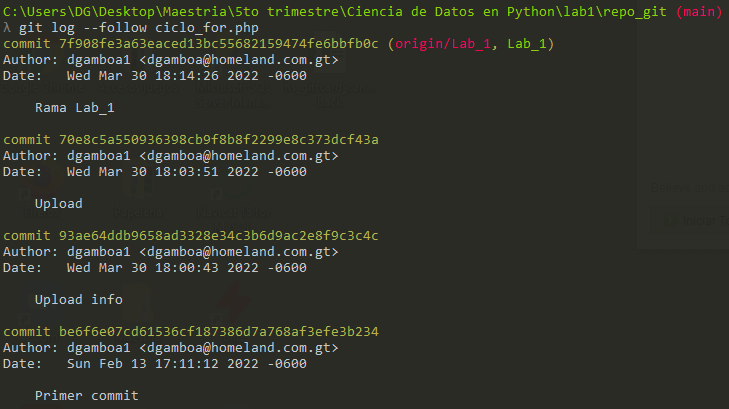 C:\Users\DG\Desktop\Maestria\5to trimestre\Ciencia de Datos en Python\lab1\repo_git (main)
λ git log --follow ciclo_for.php
commit 7f908fe3a63eaced13bc55682159474fe6bbfb0c (origin/Lab_1, Lab_1)
Author: dgamboa1 <dgamboa@homeland.com.gt>
Date:   Wed Mar 30 18:14:26 2022 -0600
Rama Lab_1
commit 70e8c5a550936398cb9f8b8f2299e8c373dcf43a
Author: dgamboa1 <dgamboa@homeland.com.gt>
Date:   Wed Mar 30 18:03:51 2022 -0600
Upload
commit 93ae64ddb9658ad3328e34c3b6d9ac2e8f9c3c4c
Author: dgamboa1 <dgamboa@homeland.com.gt>
Date:   Wed Mar 30 18:00:43 2022 -0600
Upload info
commit be6f6e07cd61536cf187386d7a768af3efe3b234
Author: dgamboa1 <dgamboa@homeland.com.gt>
Date:   Sun Feb 13 17:11:12 2022 -0600
Primer commit